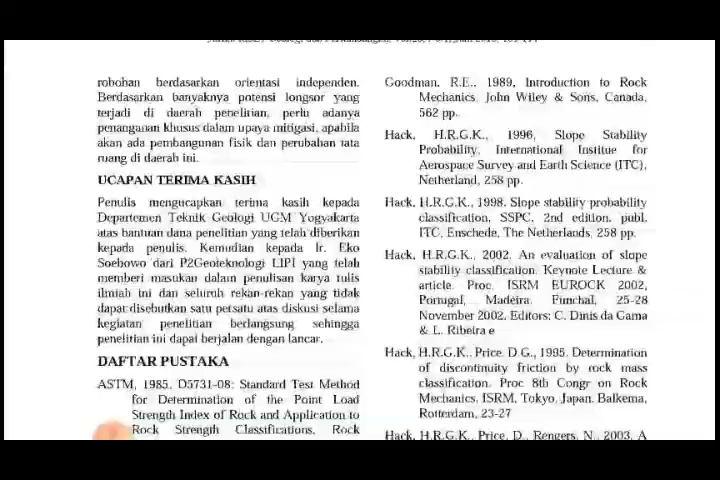 robohan berdasarkan orientasi independen.
Berdasarkan banyaknya potensi longsor yang
terjadi di daerah penelitian, perlu adanya
penanganan khusus dalam upaya mitigasi, apabila
akan ada pembangunan fisik dan perubahan tata
ruang di daerah ini.
UCAPAN TERIMA KASIH
Penulis mengucapkan terima kasih kepada
Departemen Teknik Geologi UGM Yogyakarta
atas bantuan dana penelitian yang telah diberikan
kepada penulis. Kemudian kepada Ir. Eko
Soebowo dari P2Geoteknologi LIPI yang telah
memberi masukan dalam penulisan karya tulis
ilmiah ini dan seluruh rekan-rekan yang tidak
dapat disebutkan satu persatu atas diskusi selama
kegiatan penelitian berlangsung sehingga
penelitian ini dapat berjalan dengan lancar.
DAFTAR PUSTAKA
ASTM, 1985, D5731-08: Standard Test Method
for Determination of the Point Load
Strength Index of Rock and Application to
Rock Strength Classifications, Rock
Goodman, R.E., 1989, Introduction to Rock
Mechanics, John Wiley & Sons, Canada,
562 pp.
Hack, H.R.G.K., 1996, Slope Stability
Probability, International Institue for
Aerospace Survey and Earth Science (ITC),
Netherland, 258 pp.
Hack, H.R.G.K., 1998. Slope stability probability
classification, SSPC, 2nd edition. publ.
ITC, Enschede, The Netherlands, 258 pp.
Hack, H.R.G.K., 2002. An evaluation of slope
stability classification. Keynote Lecture &
article. Proc. ISRM EUROCK 2002,
Portugal, Madeira, Funchal, 25-28
November 2002. Editors: C. Dinis da Gama
& L. Ribeira e
Hack, H.R.G.K., Price, D.G., 1995. Determination
of discontinuity friction by rock mass
classification. Proc 8th Congr on Rock
Mechanics, ISRM, Tokyo, Japan. Balkema,
Rotterdam, 23-27
Hack, H.R.G.K., Price, D., Rengers, N., 2003, A